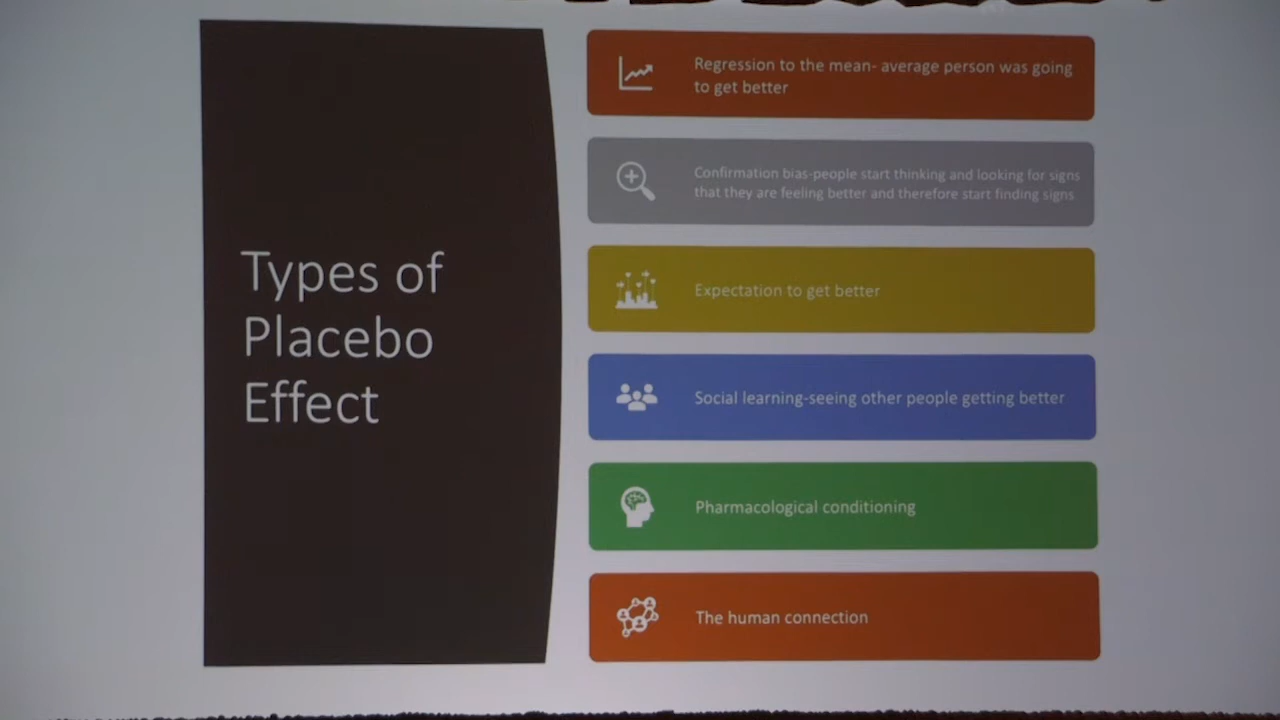 Types of
Placebo
Effect
Regression to the mean- average person was going
to get better
Confirmation bias-people start thinking and looking for signs
that they are feeling better and therefore start finding signs
Expectation to get better
Social learning-seeing other people getting better
Pharmacological conditioning
The human connection